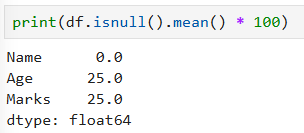 print(df.isnull().mean() * 100)
Name      0.0
Age      25.0
Marks    25.0
dtype: float64